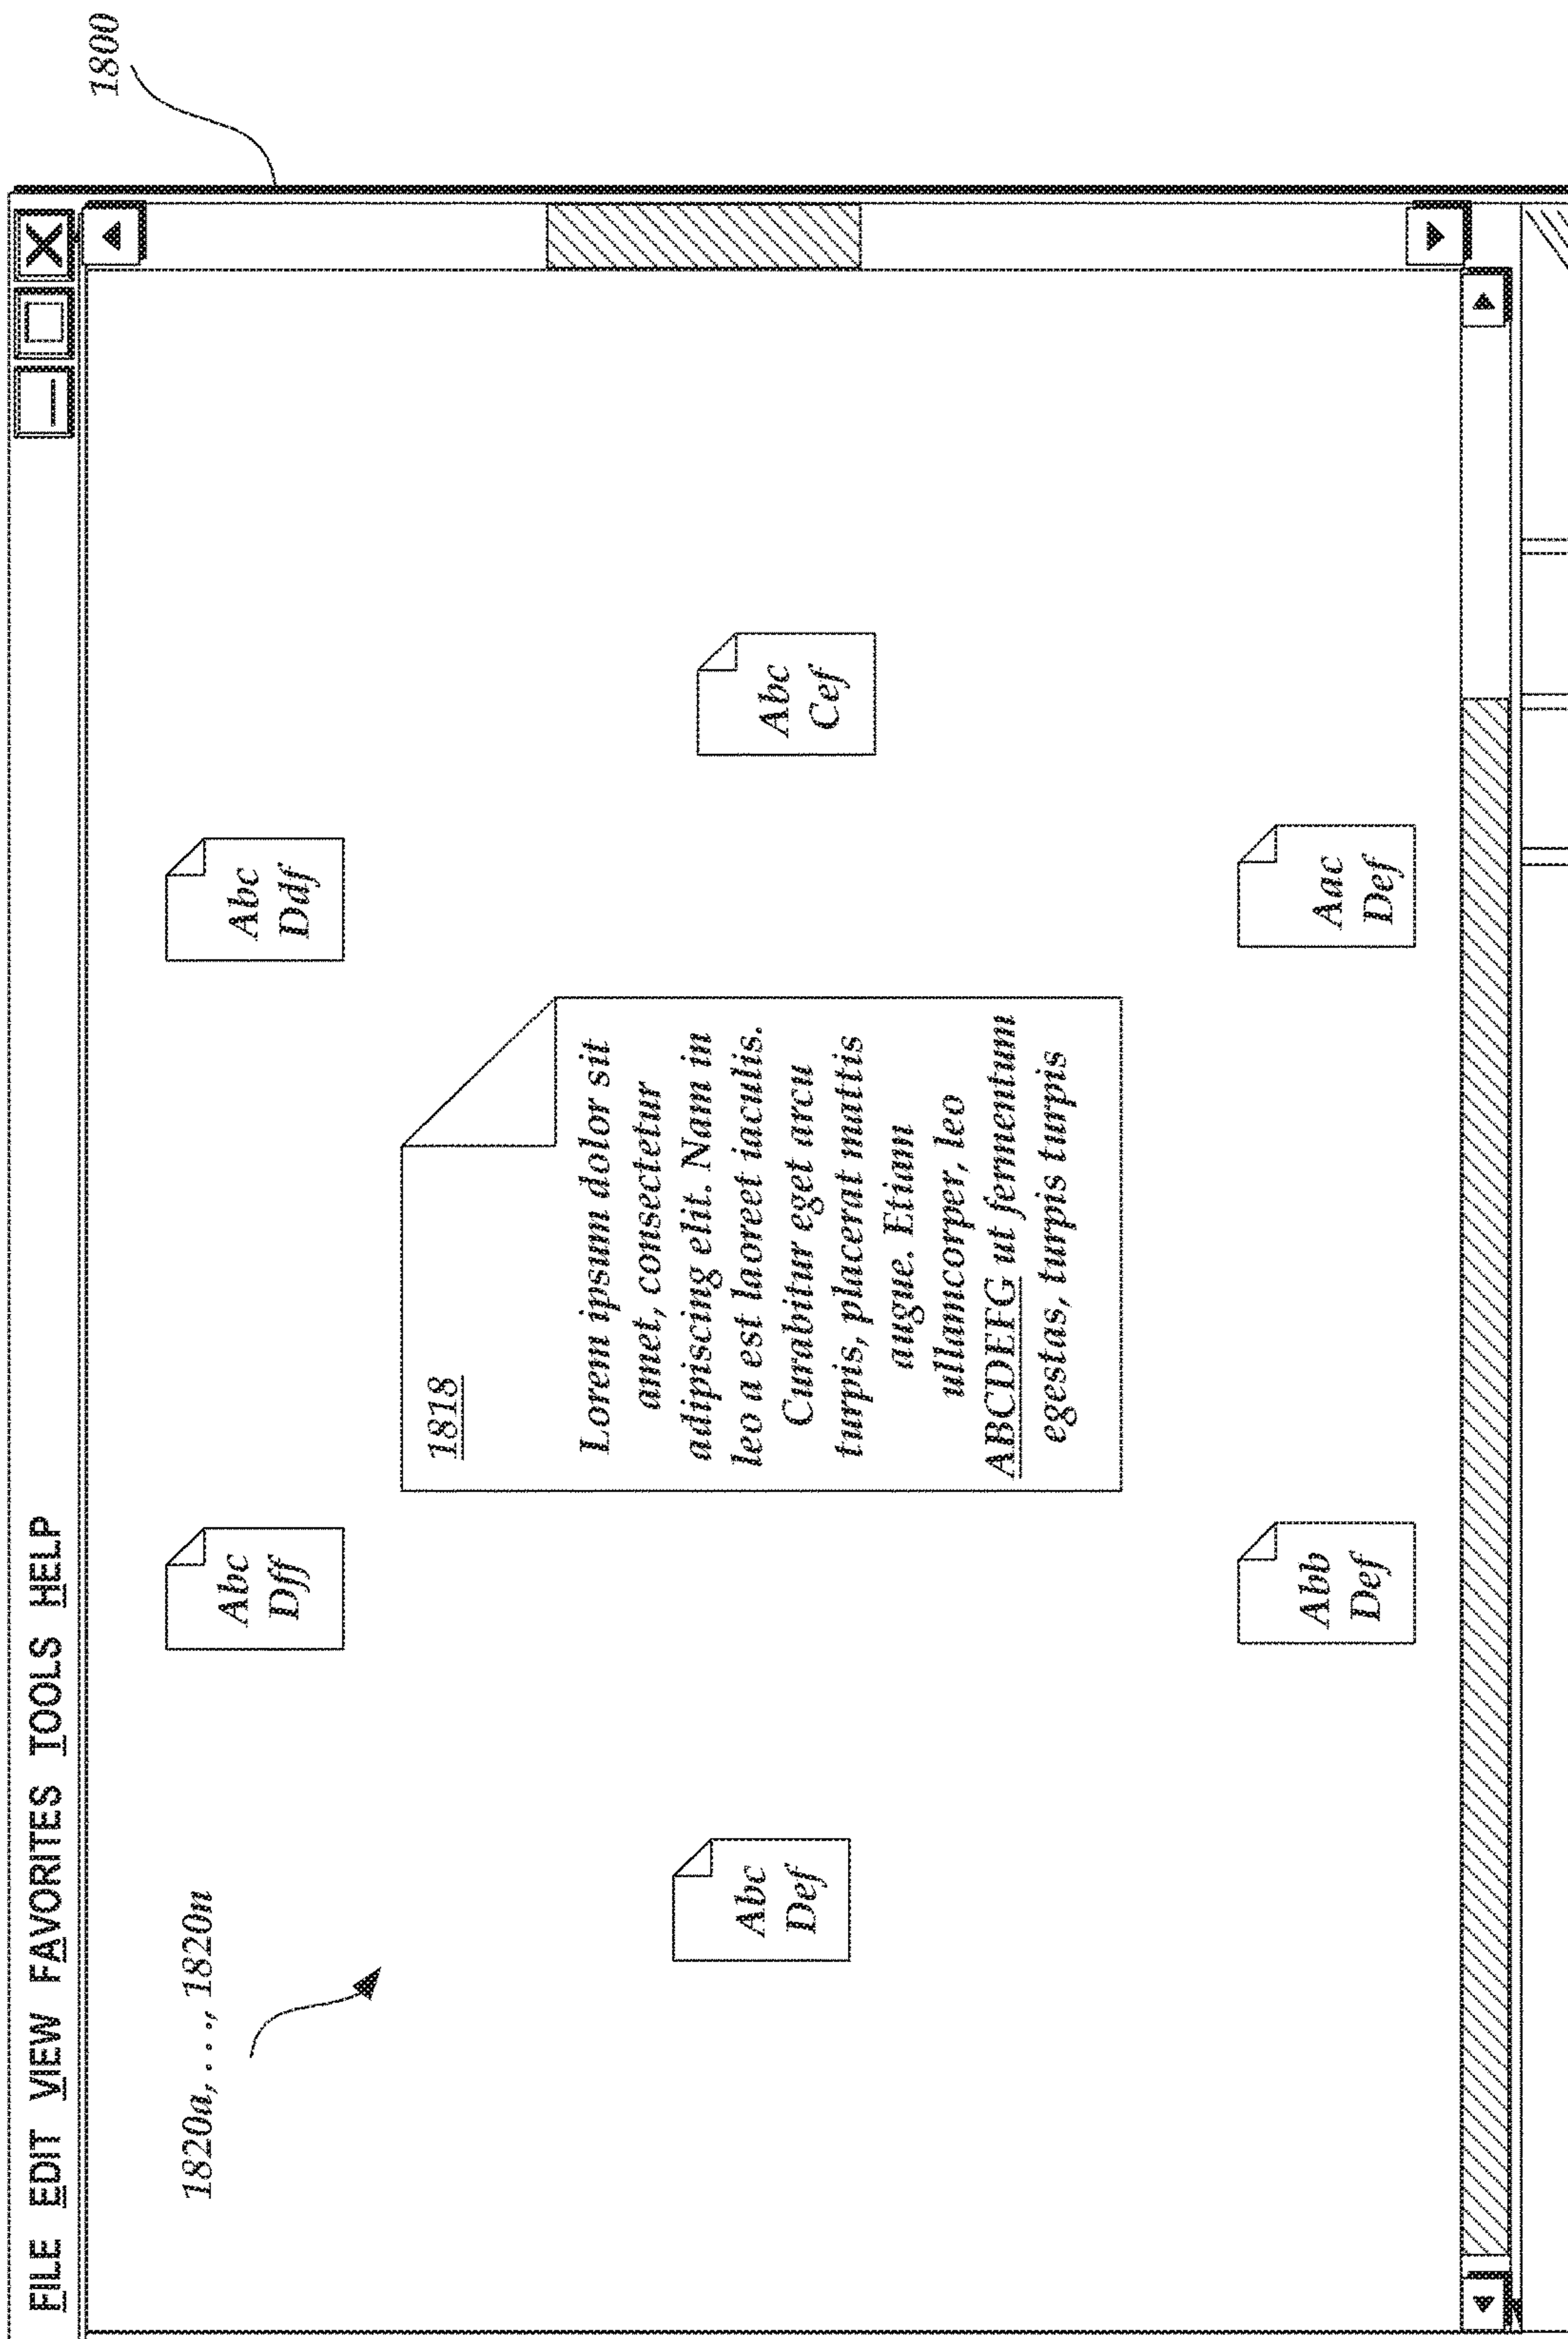 1800
FILE EDIT VIEW FAVORITES TOOLS HELP
1820a, . . ., 1820n
Abc
Dff
Abc
Ddf
1818
Lorem ipsum dolor sit
amet, consectetur
adipiscing elit. Nam in
leo a est laoreet iaculis.
Curabitur eget arcu
turpis, placerat mattis
augue. Etiam
ullamcorper, leo
ABCDEFG ut fermentum
egestas, turpis turpis
Abc
Def
Abc
Cef
Abb
Def
Aac
Def